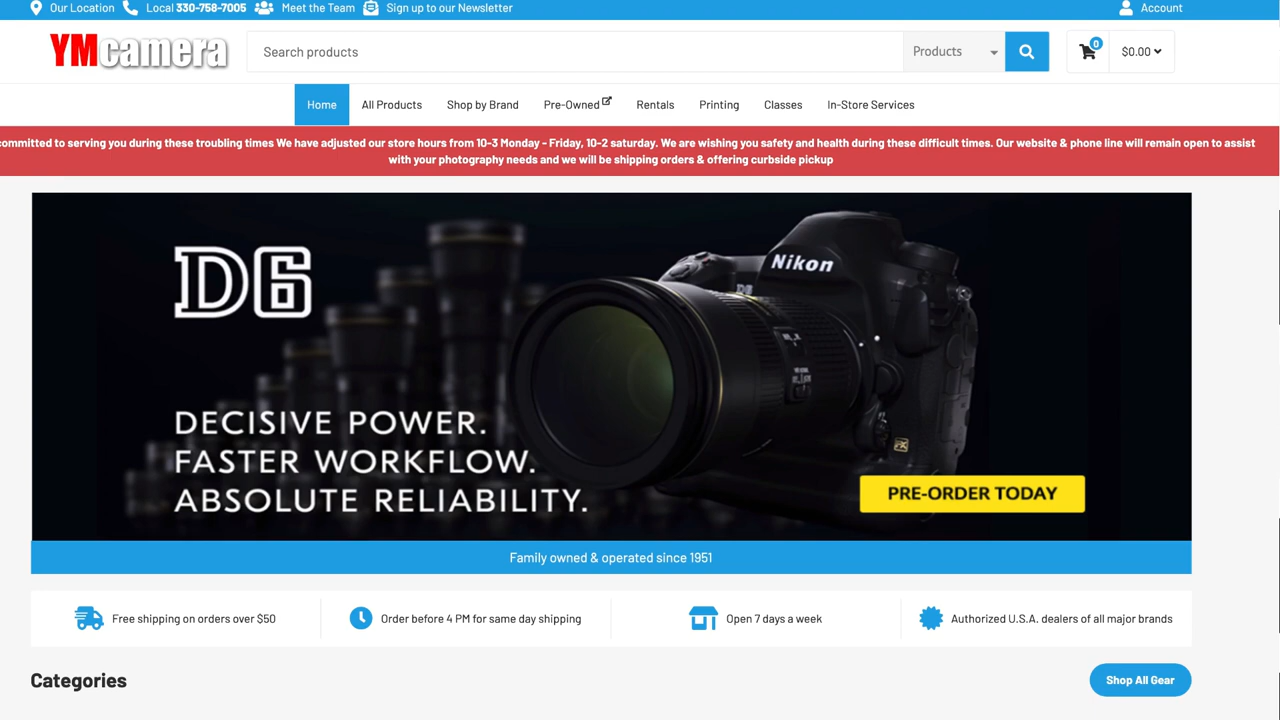 Our Location Local 330-758-7005 Meet the Team Sign up to our Newsletter Account
YMcamera Search products Products 0 $0.00
Home All Products Shop by Brand Pre-Owned Rentals Printing Classes In-Store Services
committed to serving you during these troubling times We have adjusted our store hours from 10-3 Monday - Friday, 10-2 saturday. We are wishing you safety and health during these difficult times. Our website & phone line will remain open to assist
with your photography needs and we will be shipping orders & offering curbside pickup
D6
Nikon
DECISIVE POWER.
FASTER WORKFLOW.
ABSOLUTE RELIABILITY.
FX
PRE-ORDER TODAY
Family owned & operated since 1951
Free shipping on orders over $50 Order before 4 PM for same day shipping Open 7 days a week Authorized U.S.A. dealers of all major brands
Categories Shop All Gear